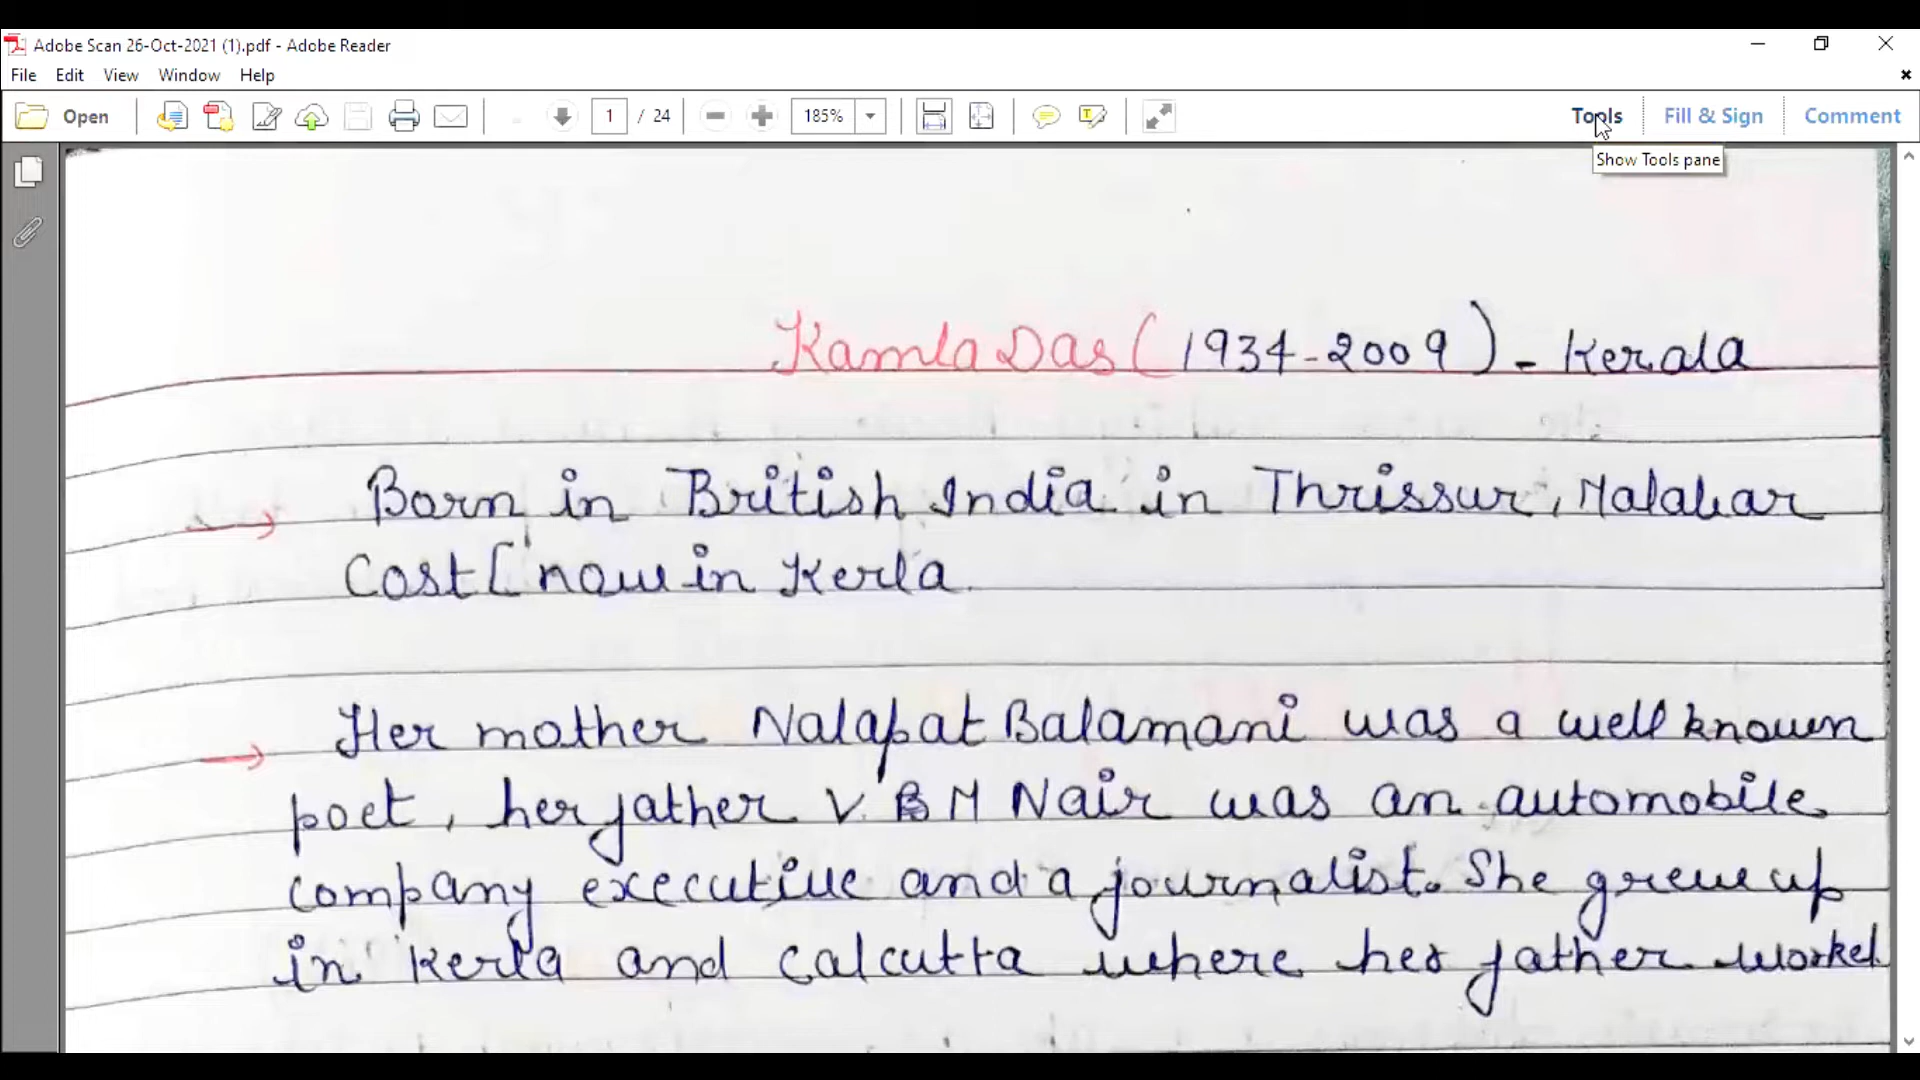 Adobe Scan 26-Oct-2021 (1).pdf - Adobe Reader
File Edit View Window Help
Open 1 / 24 185% Tools Fill & Sign Comment
Show Tools pane
Kamla Das (1934-2009) - Kerala
Born in British India in Thrissur, Malabar
Cost [now in Kerla.
Her mother Nalapat Balamani was a well known
poet, her father V. B M Nair was an automobile
company executive and a journalist. She grew up
in Kerla and Calcutta where her father worked